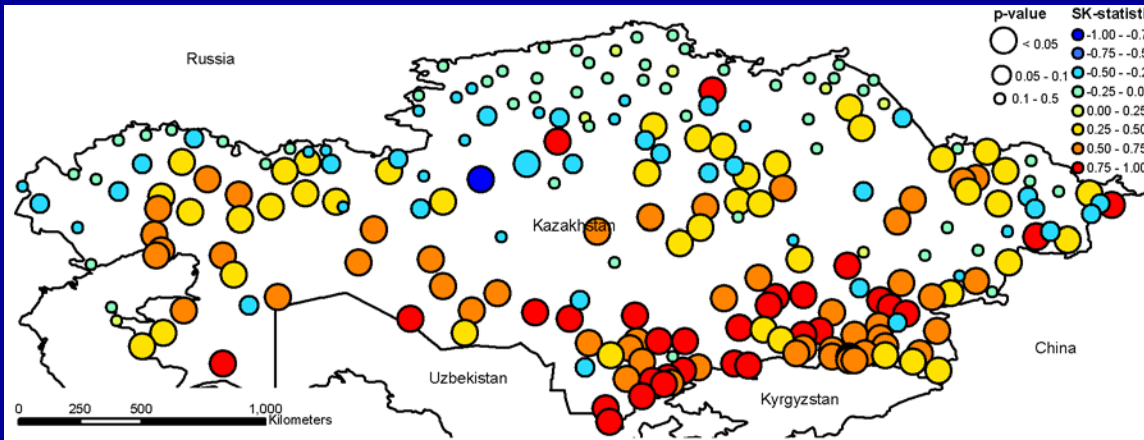 p-value
< 0.05
0.05 - 0.1
0.1 - 0.5
SK-statisti
-1.00 - -0.7
-0.75 - -0.5
-0.50 - -0.2
-0.25 - 0.0
0.00 - 0.25
0.25 - 0.50
0.50 - 0.75
0.75 - 1.00
Russia
Kazakhstan
Uzbekistan
Kyrgyzstan
China
0 250 500 1,000
Kilometers